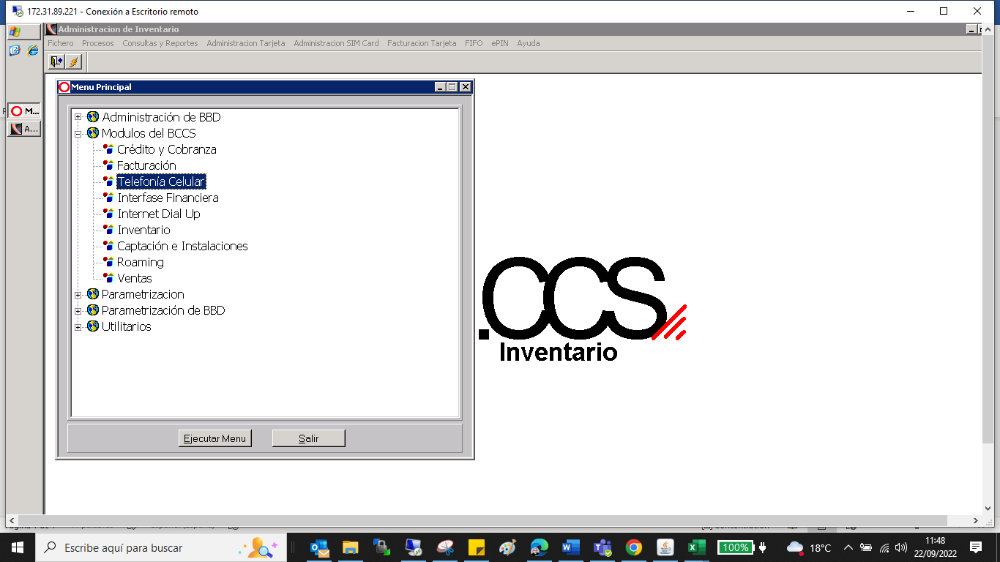 172.31.89.221 - Conexión a Escritorio remoto
Administracion de Inventario
Fichero Procesos Consultas y Reportes Administracion Tarjeta Administracion SIM Card Facturacion Tarjeta FIFO ePIN Ayuda
Menu Principal
M...
A...
Administración de BBD
Modulos del BCCS
Crédito y Cobranza
Facturación
Telefonía Celular
Interfase Financiera
Internet Dial Up
Inventario
Captación e Instalaciones
Roaming
Ventas
Parametrizacion
Parametrización de BBD
Utilitarios
.CCS
Inventario
Ejecutar Menu Salir
Escribe aquí para buscar
100%
18°C
11:48
22/09/2022